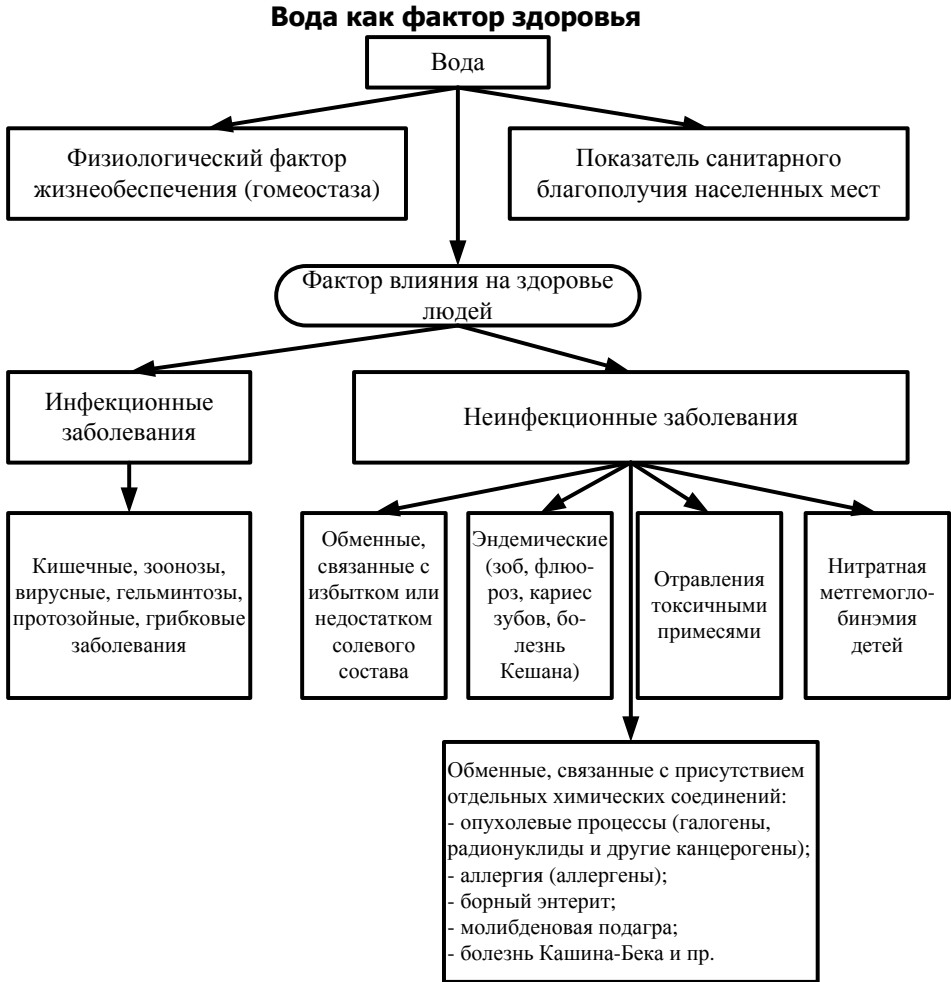 Вода как фактор здоровья
Вода
Физиологический фактор
жизнеобеспечения (гомеостаза)
Показатель санитарного
благополучия населенных мест
Фактор влияния на здоровье
людей
Инфекционные
заболевания
Неинфекционные заболевания
Кишечные, зоонозы,
вирусные, гельминтозы,
протозойные, грибковые
заболевания
Обменные,
связанные с
избытком или
недостатком
солевого
состава
Эндемические
(зоб, флюо-
роз, кариес
зубов, бо-
лезнь
Кешана)
Отравления
токсичными
примесями
Нитратная
метгемогло-
бинэмия
детей
Обменные, связанные с присутствием
отдельных химических соединений:
- опухолевые процессы (галогены,
радионуклиды и другие канцерогены);
- аллергия (аллергены);
- борный энтерит;
- молибденовая подагра;
- болезнь Кашина-Бека и пр.